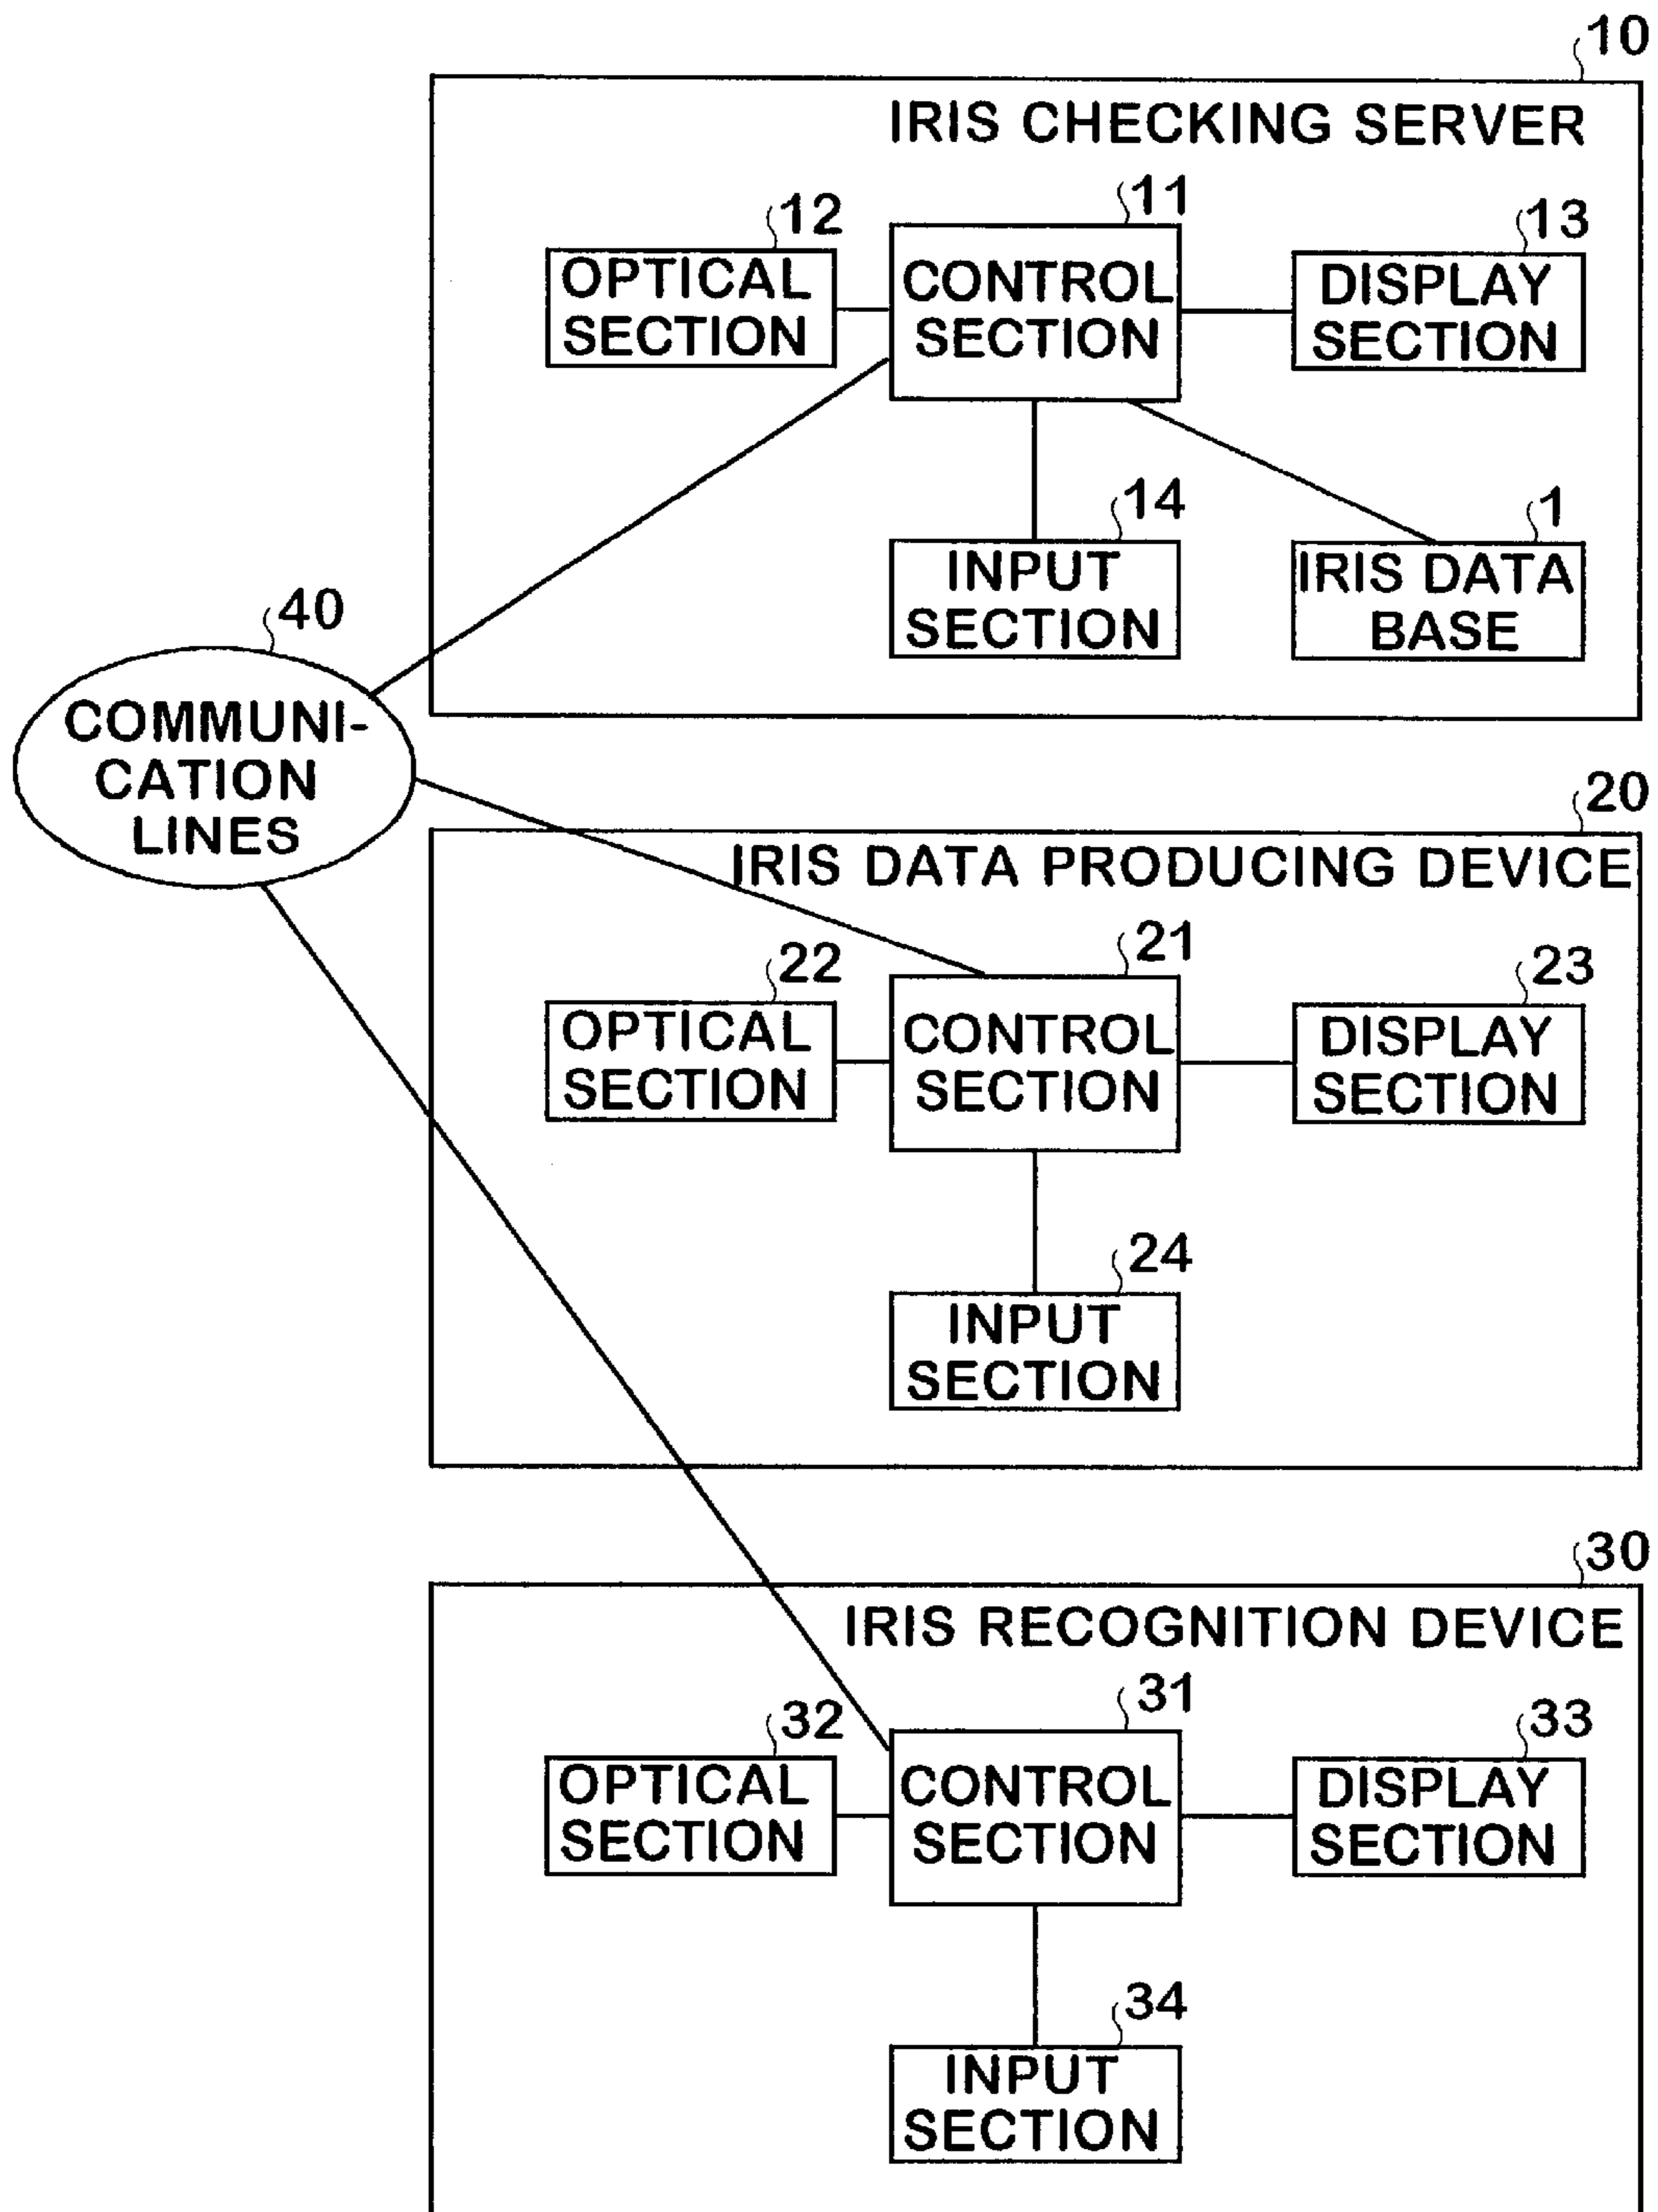 10
IRIS CHECKING SERVER
12
11
13
OPTICAL
SECTION
CONTROL
SECTION
DISPLAY
SECTION
14
1
INPUT
SECTION
IRIS DATA
BASE
40
COMMUNI-
CATION
LINES
20
IRIS DATA PRODUCING DEVICE
22
21
23
OPTICAL
SECTION
CONTROL
SECTION
DISPLAY
SECTION
24
INPUT
SECTION
30
IRIS RECOGNITION DEVICE
32
31
33
OPTICAL
SECTION
CONTROL
SECTION
DISPLAY
SECTION
34
INPUT
SECTION